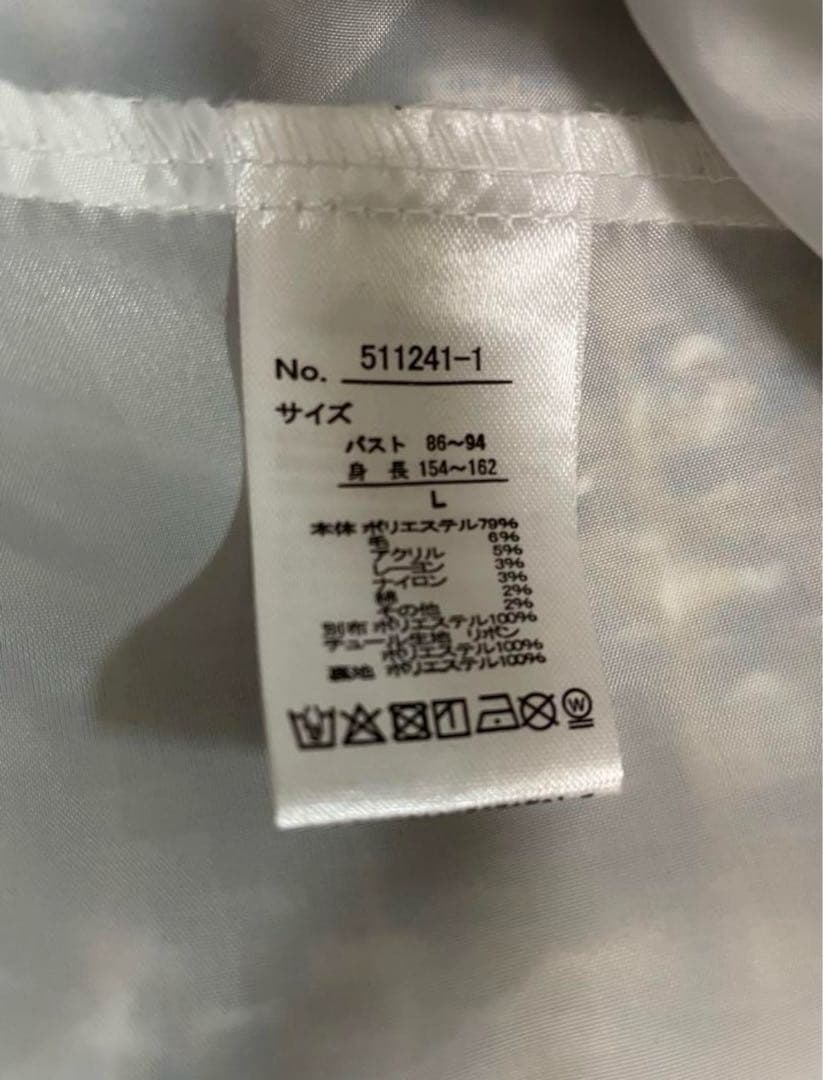 No. 511241-1
サイズ
バスト 86～94
身 長 154～162
L
本体 ポリエステル79%
毛 6%
アクリル 5%
レーヨン 3%
ナイロン 3%
綿 2%
その他 2%
別布 ポリエステル100%
チュール生地 リボン
ポリエステル100%
裏地 ポリエステル100%
W